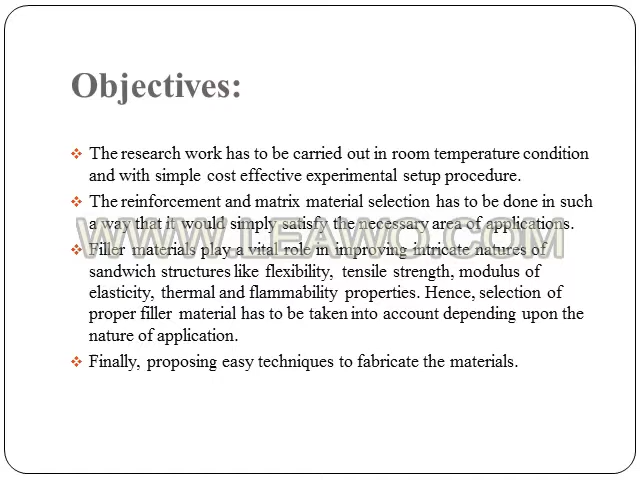 Objectives:
The research work has to be carried out in room temperature condition
and with simple cost effective experimental setup procedure.
The reinforcement and matrix material selection has to be done in such
a way that it would simply satisfy the necessary area of applications.
WWW.LEAWO.COM
Filler materials play a vital role in improving intricate natures of
sandwich structures like flexibility, tensile strength, modulus of
elasticity, thermal and flammability properties. Hence, selection of
proper filler material has to be taken into account depending upon the
nature of application.
Finally, proposing easy techniques to fabricate the materials.